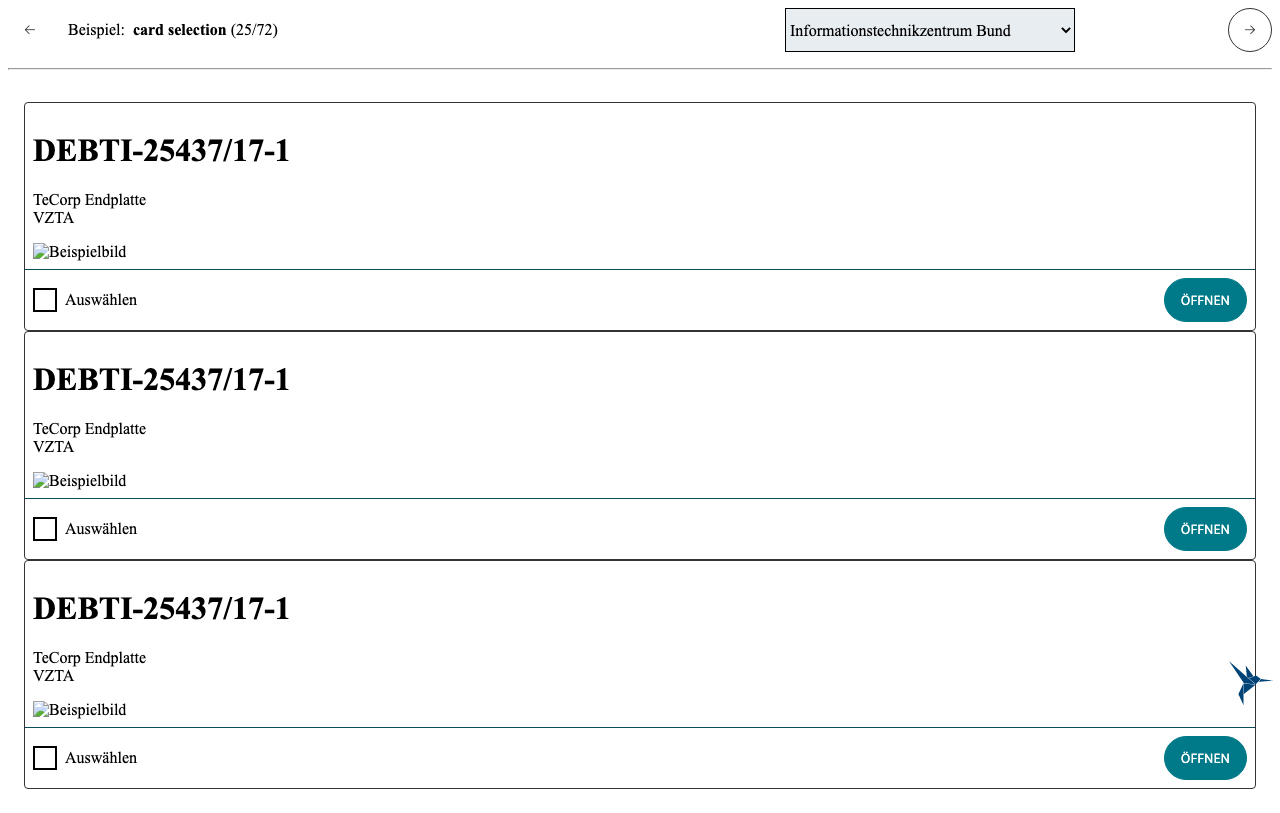 ← Beispiel: card selection (25/72) Informationstechnikzentrum Bund →
DEBTI-25437/17-1
TeCorp Endplatte
VZTA
Beispielbild
Auswählen ÖFFNEN
DEBTI-25437/17-1
TeCorp Endplatte
VZTA
Beispielbild
Auswählen ÖFFNEN
DEBTI-25437/17-1
TeCorp Endplatte
VZTA
Beispielbild
Auswählen ÖFFNEN